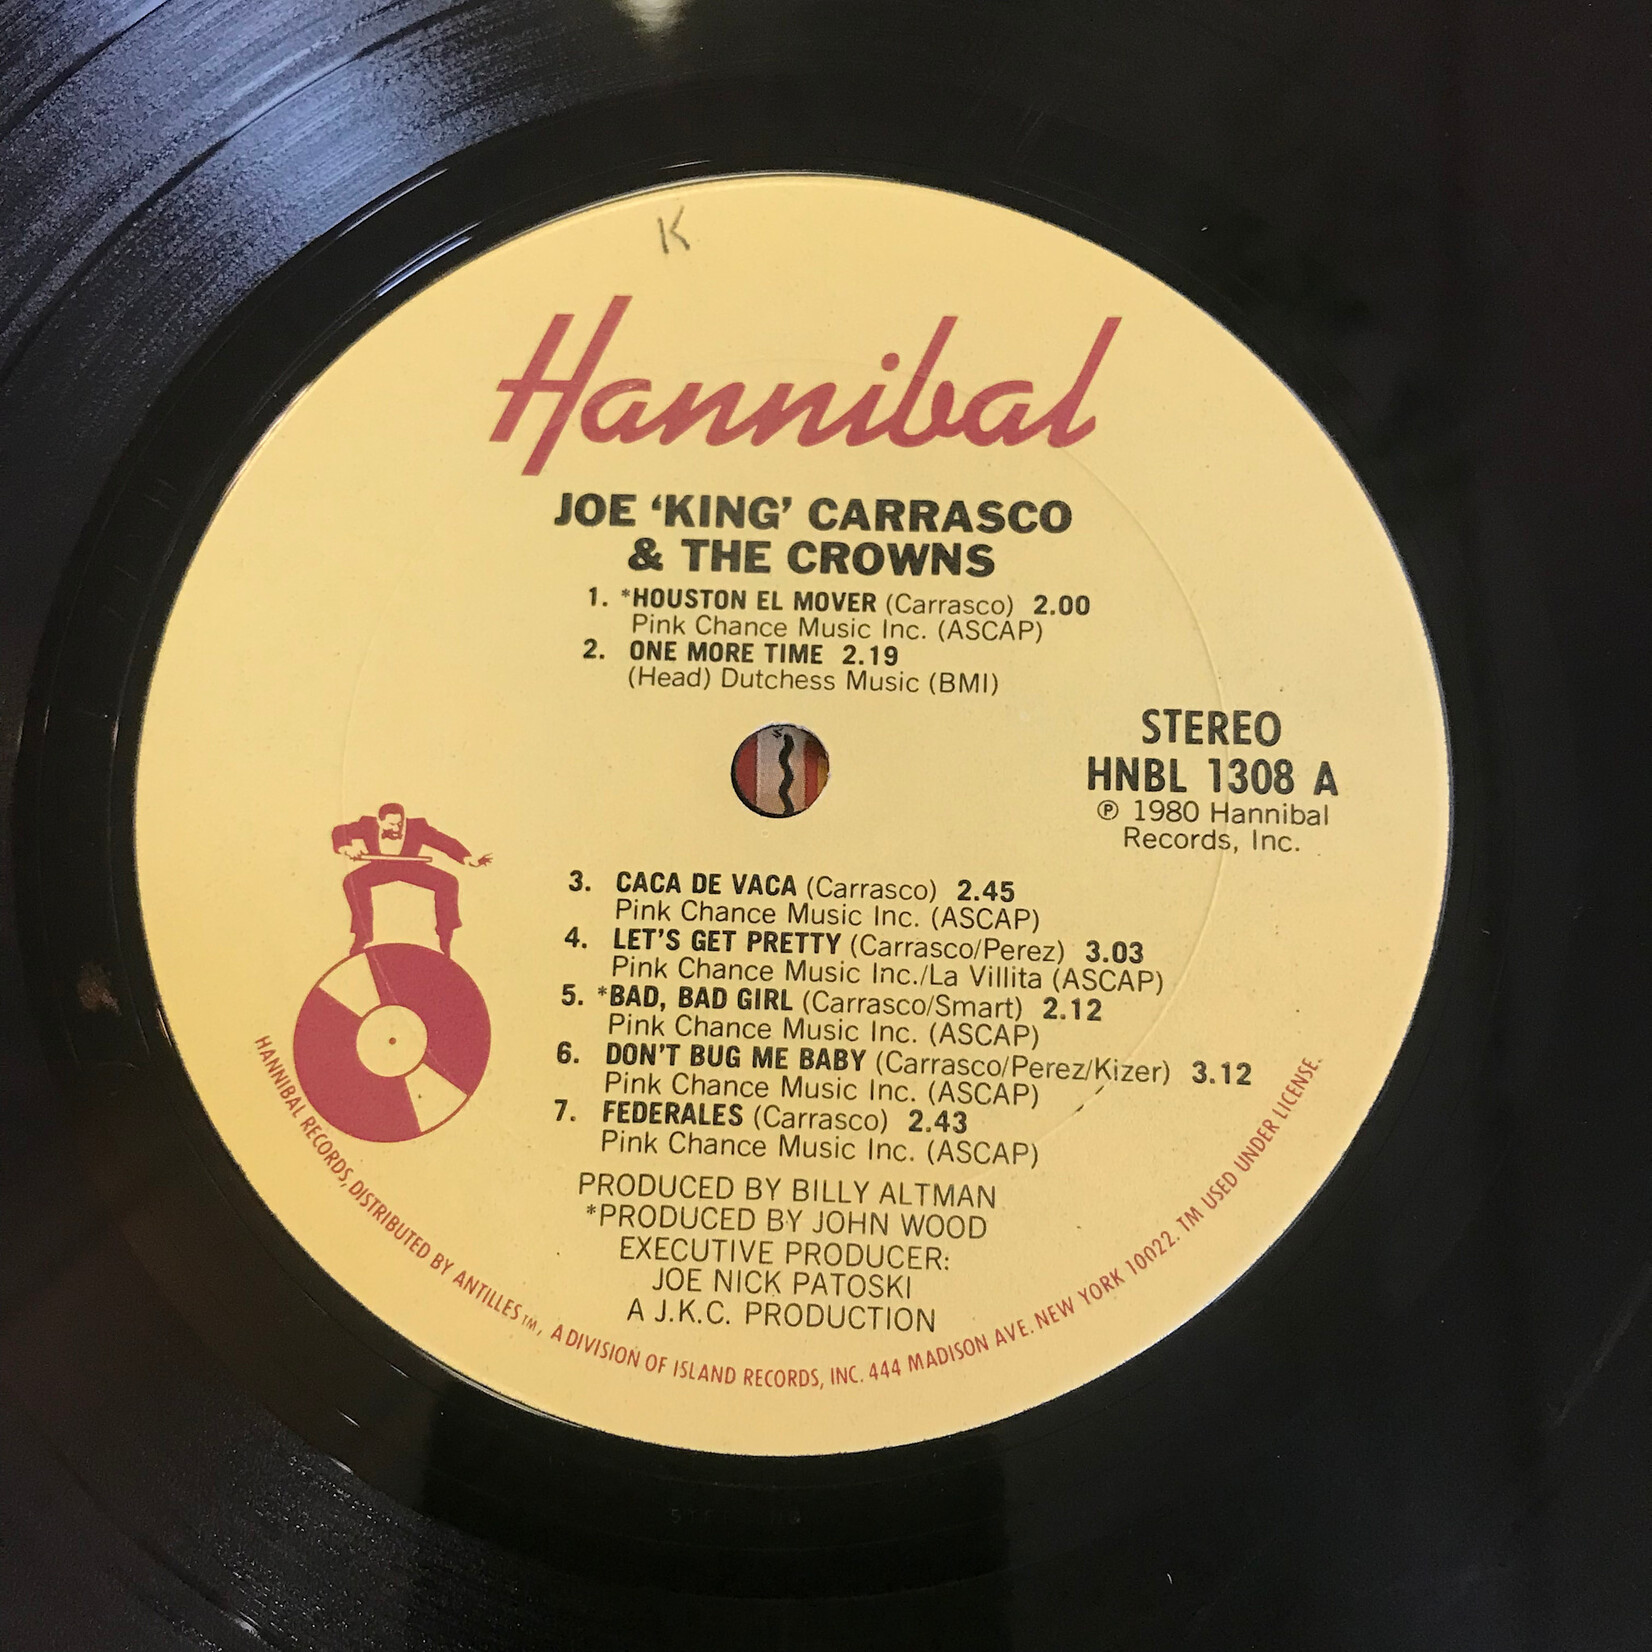 K
Hannibal
JOE ‘KING’ CARRASCO
& THE CROWNS
1. *HOUSTON EL MOVER (Carrasco) 2.00
Pink Chance Music Inc. (ASCAP)
2. ONE MORE TIME 2.19
(Head) Dutchess Music (BMI)
STEREO
HNBL 1308 A
℗ 1980 Hannibal
Records, Inc.
3. CACA DE VACA (Carrasco) 2.45
Pink Chance Music Inc. (ASCAP)
4. LET'S GET PRETTY (Carrasco/Perez) 3.03
Pink Chance Music Inc./La Villita (ASCAP)
5. *BAD, BAD GIRL (Carrasco/Smart) 2.12
Pink Chance Music Inc. (ASCAP)
6. DON'T BUG ME BABY (Carrasco/Perez/Kizer) 3.12
Pink Chance Music Inc. (ASCAP)
7. FEDERALES (Carrasco) 2.43
Pink Chance Music Inc. (ASCAP)
PRODUCED BY BILLY ALTMAN
*PRODUCED BY JOHN WOOD
EXECUTIVE PRODUCER:
JOE NICK PATOSKI
A J.K.C. PRODUCTION
HANNIBAL RECORDS, DISTRIBUTED BY ANTILLES™, A DIVISION OF ISLAND RECORDS, INC. 444 MADISON AVE. NEW YORK 10022. TM USED UNDER LICENSE.